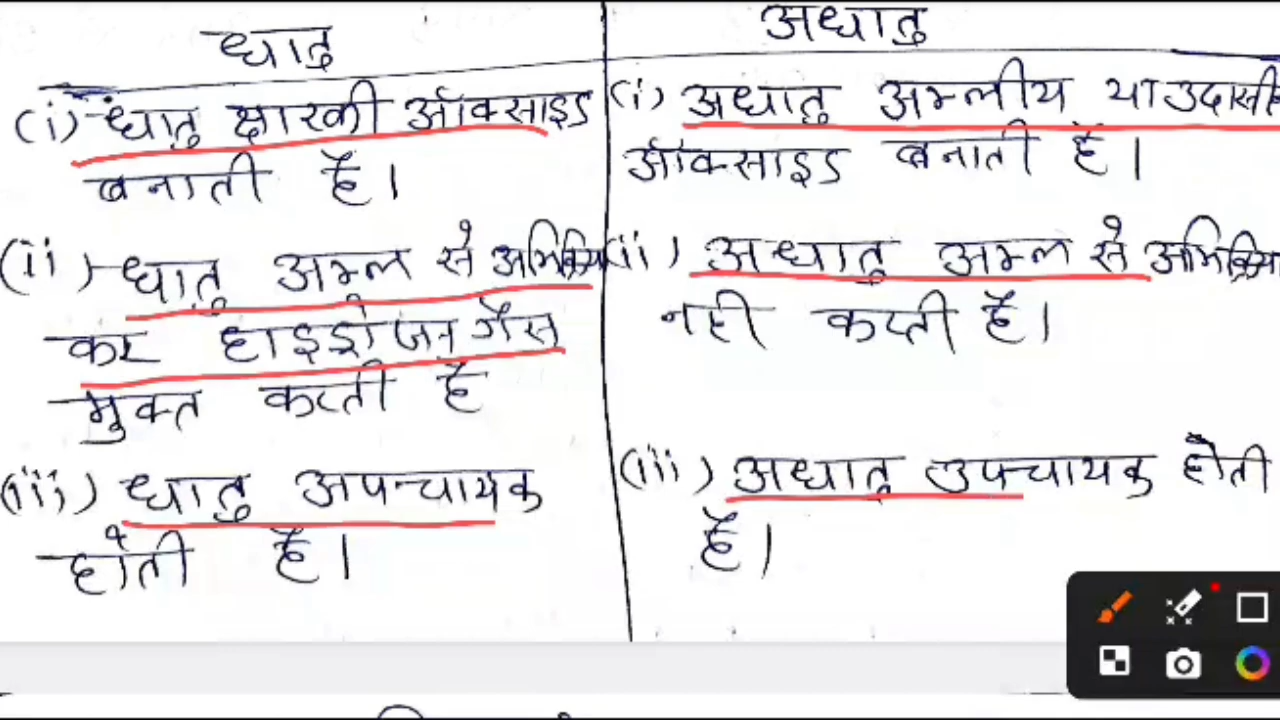 धातु
(i) धातु क्षारकी ऑक्साइड
बनाती है।
(ii) धातु अम्ल से अभिक्रिया
कर हाइड्रोजन गैस
मुक्त करती है
(iii) धातु अपचायक
होती है।
अधातु
(i) अधातु अम्लीय या
ऑक्साइड बनाती है।
(ii) अधातु अम्ल से अभिक्रिया
नही करती है।
(iii) अधातु उपचायक होती
है।